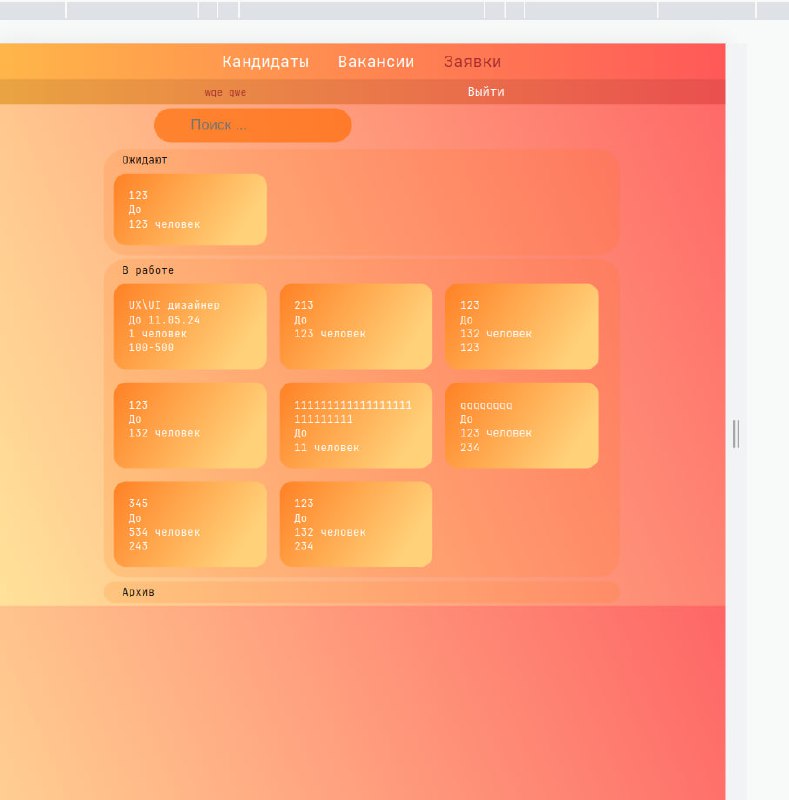 Кандидаты Вакансии Заявки
wqe qwe Выйти
Поиск ...
Ожидают
123
До
123 человек
В работе
UX\UI дизайнер
До 11.05.24
1 человек
100-500
213
До
123 человек
123
До
132 человек
123
123
До
132 человек
111111111111111111
111111111
До
11 человек
qqqqqqqq
До
123 человек
234
345
До
534 человек
243
123
До
132 человек
234
Архив